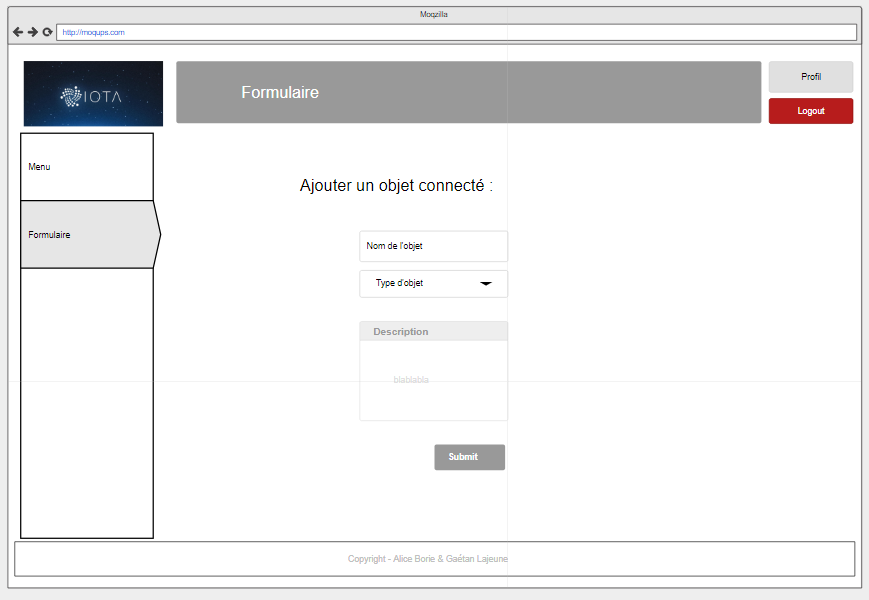 Moqzilla
http://moqups.com
IOTA
Formulaire
Profil
Logout
Menu
Formulaire
Ajouter un objet connecté :
Nom de l'objet
Type d'objet
Description
blablabla
Submit
Copyright - Alice Borie & Gaétan Lajeune